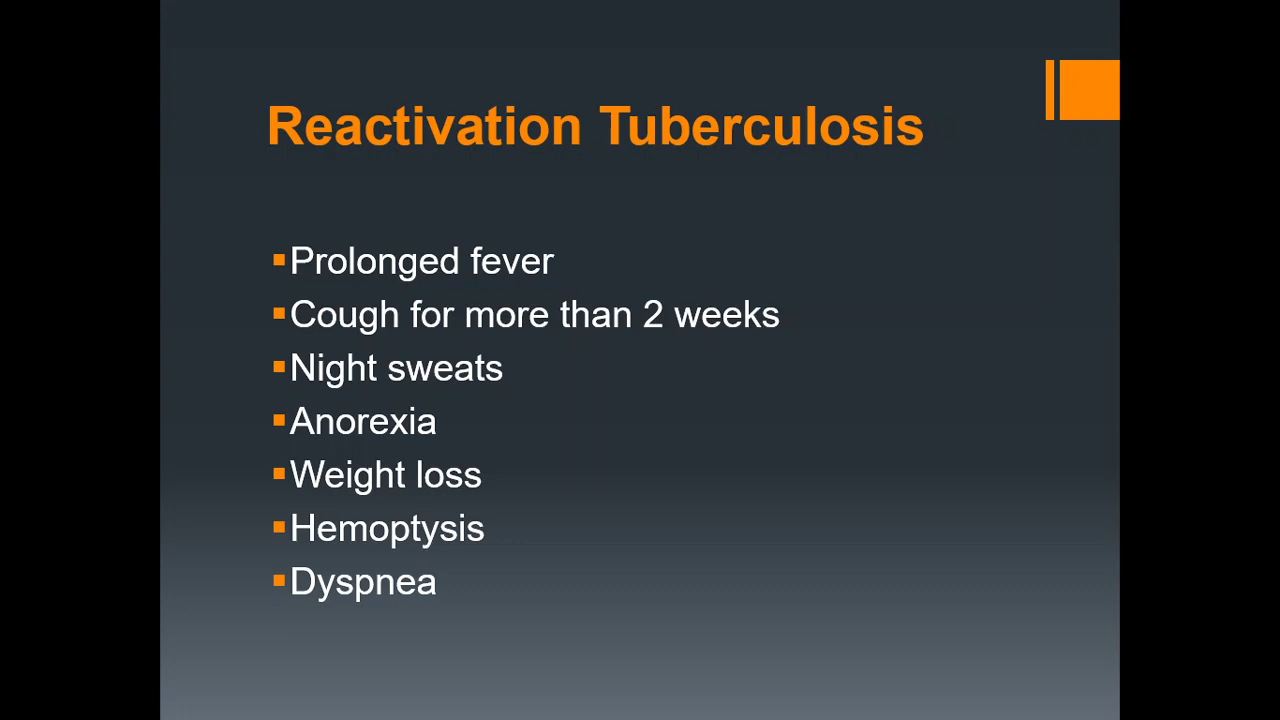 Reactivation Tuberculosis
▪Prolonged fever
▪Cough for more than 2 weeks
▪Night sweats
▪Anorexia
▪Weight loss
▪Hemoptysis
▪Dyspnea